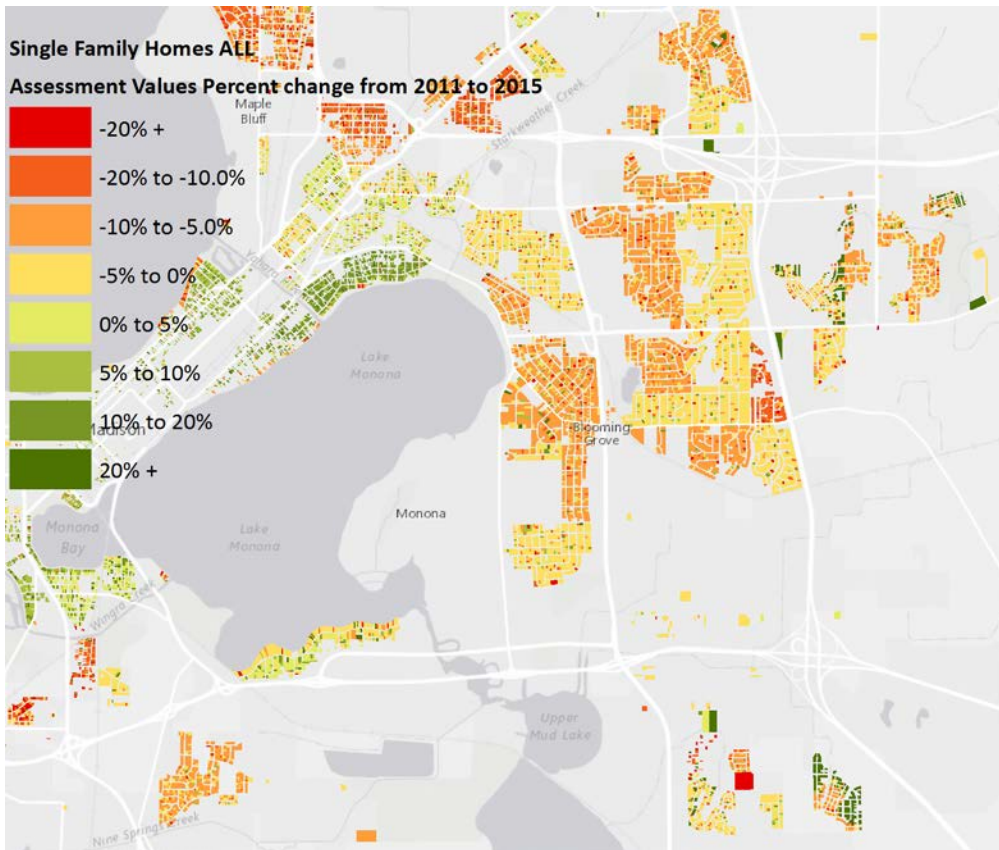 Single Family Homes ALL
Assessment Values Percent change from 2011 to 2015
Maple
Bluff
Starkweather Creek
-20% +
-20% to -10.0%
-10% to -5.0%
-5% to 0%
Yahara
0% to 5%
Lake
Monona
5% to 10%
10% to 20%
Madison
Blooming
Grove
20% +
Monona
Monona
Bay
Lake
Monona
Wingra Creek
Upper
Mud Lake
Nine Springs Creek